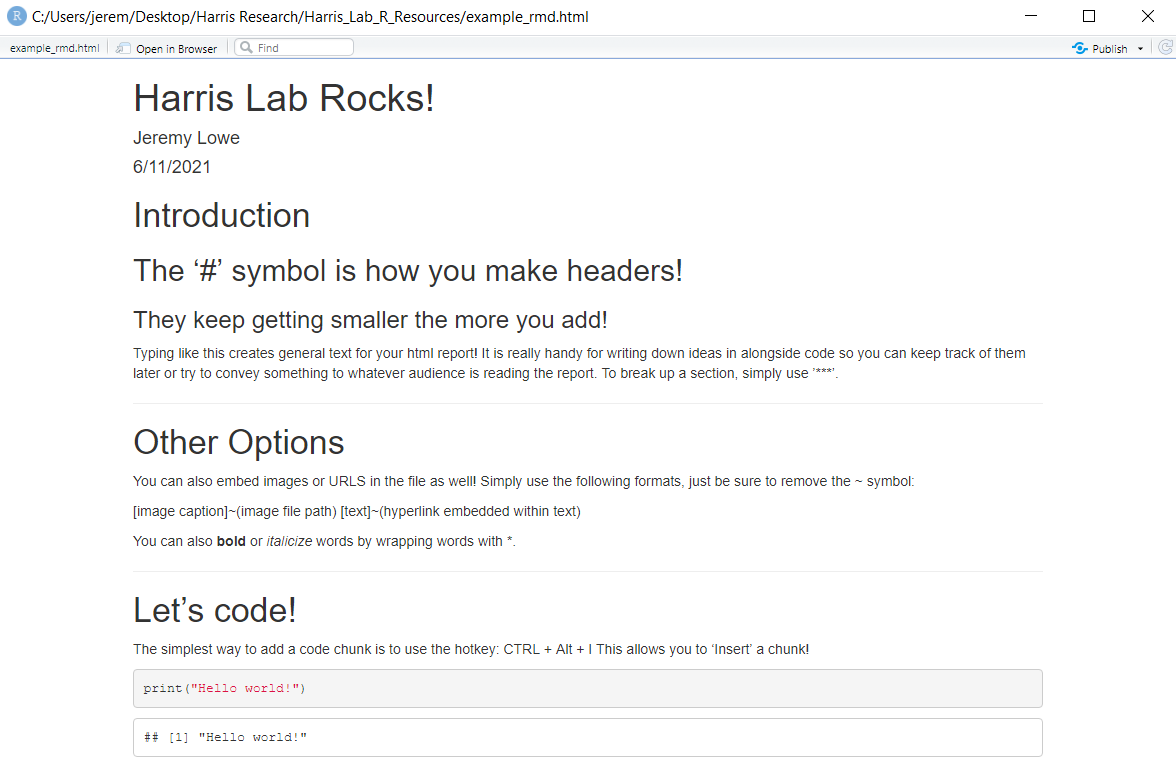 R C:/Users/jerem/Desktop/Harris Research/Harris_Lab_R_Resources/example_rmd.html
example_rmd.html Open in Browser Find Publish
Harris Lab Rocks!
Jeremy Lowe
6/11/2021
Introduction
The ‘#’ symbol is how you make headers!
They keep getting smaller the more you add!
Typing like this creates general text for your html report! It is really handy for writing down ideas in alongside code so you can keep track of them
later or try to convey something to whatever audience is reading the report. To break up a section, simply use ’***’.
Other Options
You can also embed images or URLS in the file as well! Simply use the following formats, just be sure to remove the ~ symbol:
[image caption]~(image file path) [text]~(hyperlink embedded within text)
You can also bold or italicize words by wrapping words with *.
Let’s code!
The simplest way to add a code chunk is to use the hotkey: CTRL + Alt + I This allows you to ‘Insert’ a chunk!
print("Hello world!")
## [1] "Hello world!"